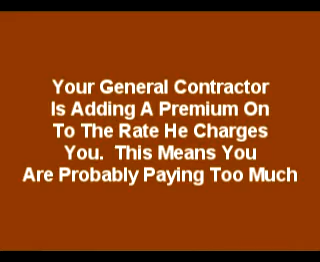 Your General Contractor
Is Adding A Premium On
To The Rate He Charges
You.  This Means You
Are Probably Paying Too Much